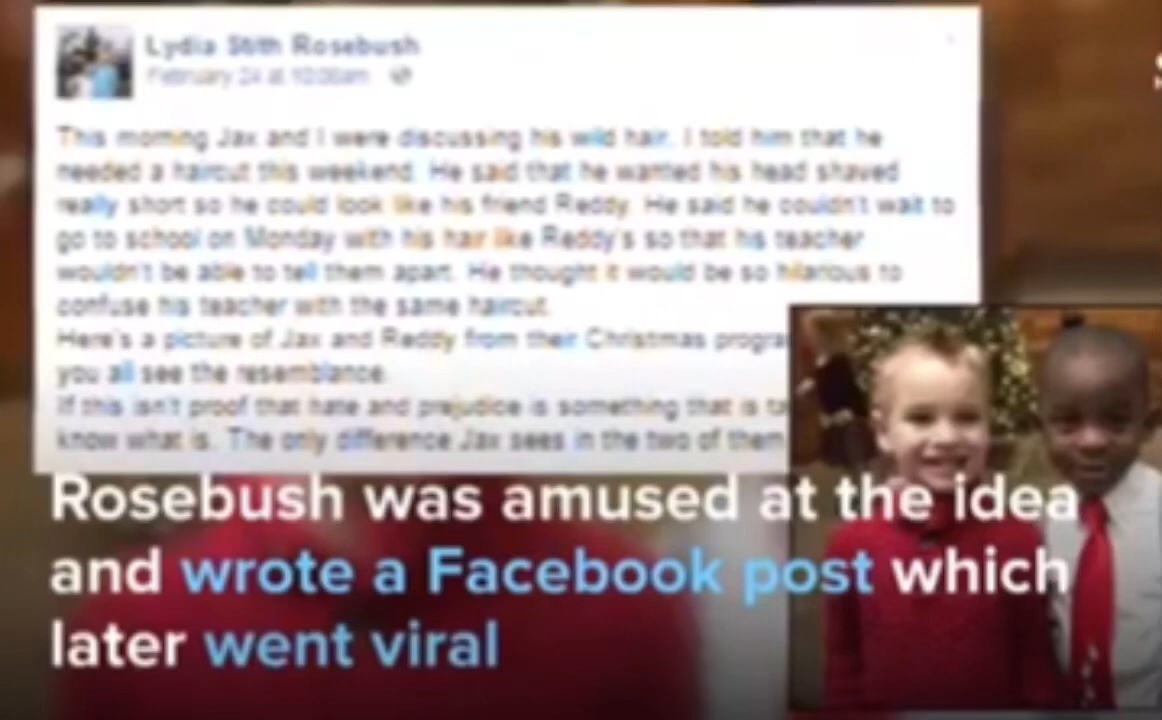 Lydia Stith Rosebush
February 24 at 10:06am
This morning Jax and I were discussing his wild hair. I told him that he
needed a haircut this weekend. He said that he wanted his head shaved
really short so he could look like his friend Reddy. He said he couldn't wait to
go to school on Monday with his hair like Reddy's so that his teacher
wouldn't be able to tell them apart. He thought it would be so hilarious to
confuse his teacher with the same haircut.
Here's a picture of Jax and Reddy from their Christmas progra
you all see the resemblance.
If this isn't proof that hate and prejudice is something that is ta
know what is. The only difference Jax sees in the two of them
Rosebush was amused at the idea
and wrote a Facebook post which
later went viral